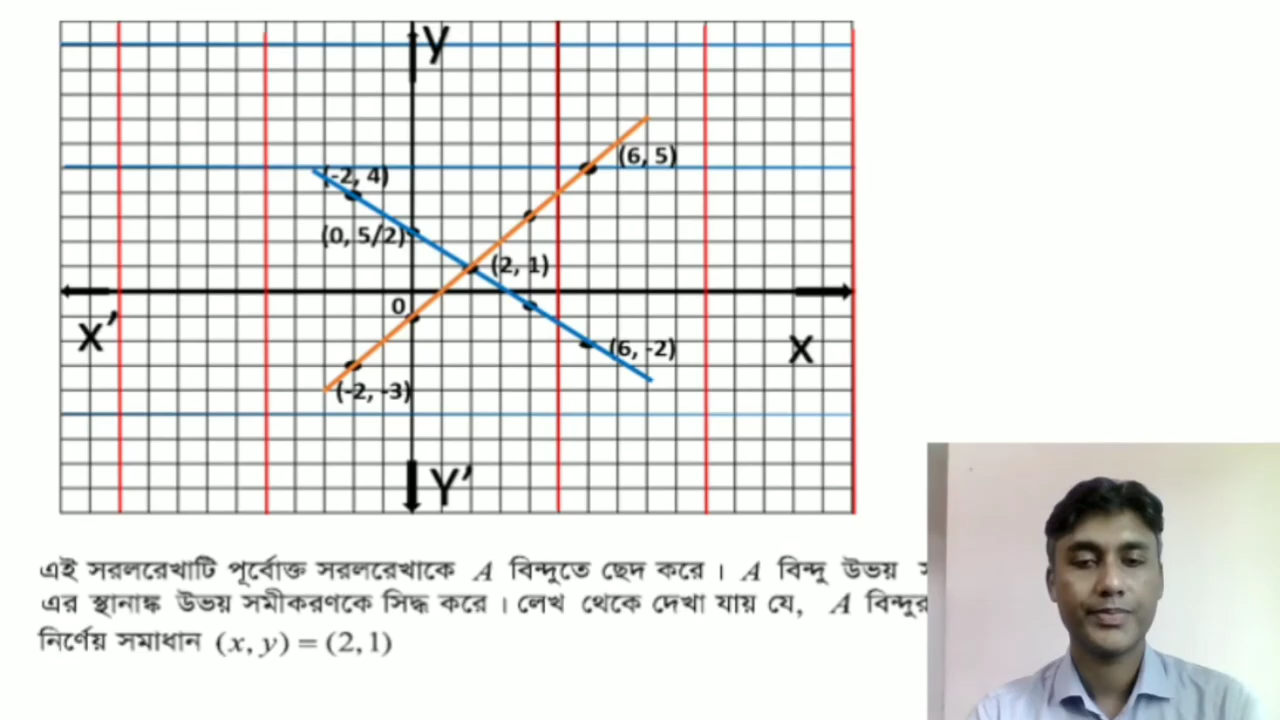 y
(6, 5)
(-2, 4)
(0, 5/2)
(2, 1)
0
x'
x
(6, -2)
(-2, -3)
Y'
এই সরলরেখাটি পূর্বোক্ত সরলরেখাকে A বিন্দুতে ছেদ করে। A বিন্দু উভয়
এর স্থানাঙ্ক উভয় সমীকরণকে সিদ্ধ করে। লেখ থেকে দেখা যায় যে, A বিন্দুর
নির্ণেয় সমাধান (x, y) = (2, 1)